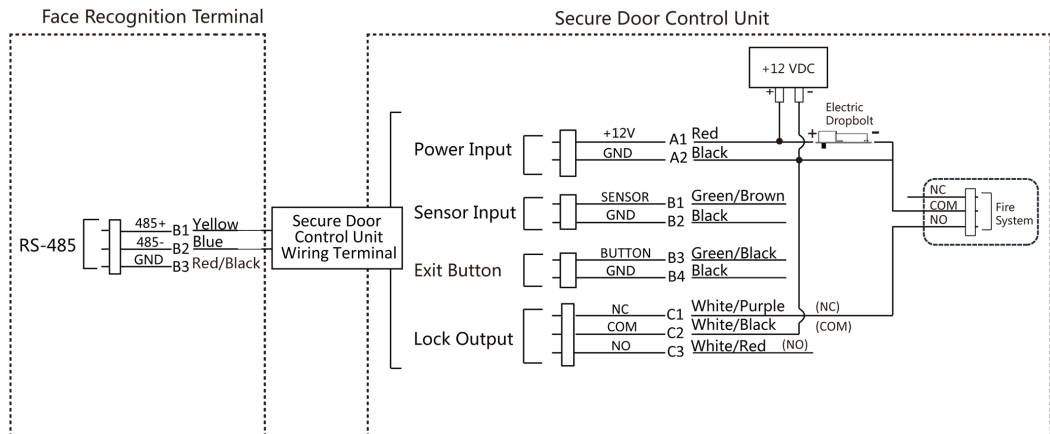 Face Recognition Terminal
Secure Door Control Unit
+12 VDC
+ -
Electric
Dropbolt
+ -
Power Input
+12V A1 Red
GND A2 Black
Sensor Input
SENSOR B1 Green/Brown
GND B2 Black
NC
COM
NO
Fire
System
RS-485
485+ B1 Yellow
485- B2 Blue
GND B3 Red/Black
Secure Door
Control Unit
Wiring Terminal
Exit Button
BUTTON B3 Green/Black
GND B4 Black
Lock Output
NC C1 White/Purple (NC)
COM C2 White/Black (COM)
NO C3 White/Red (NO)